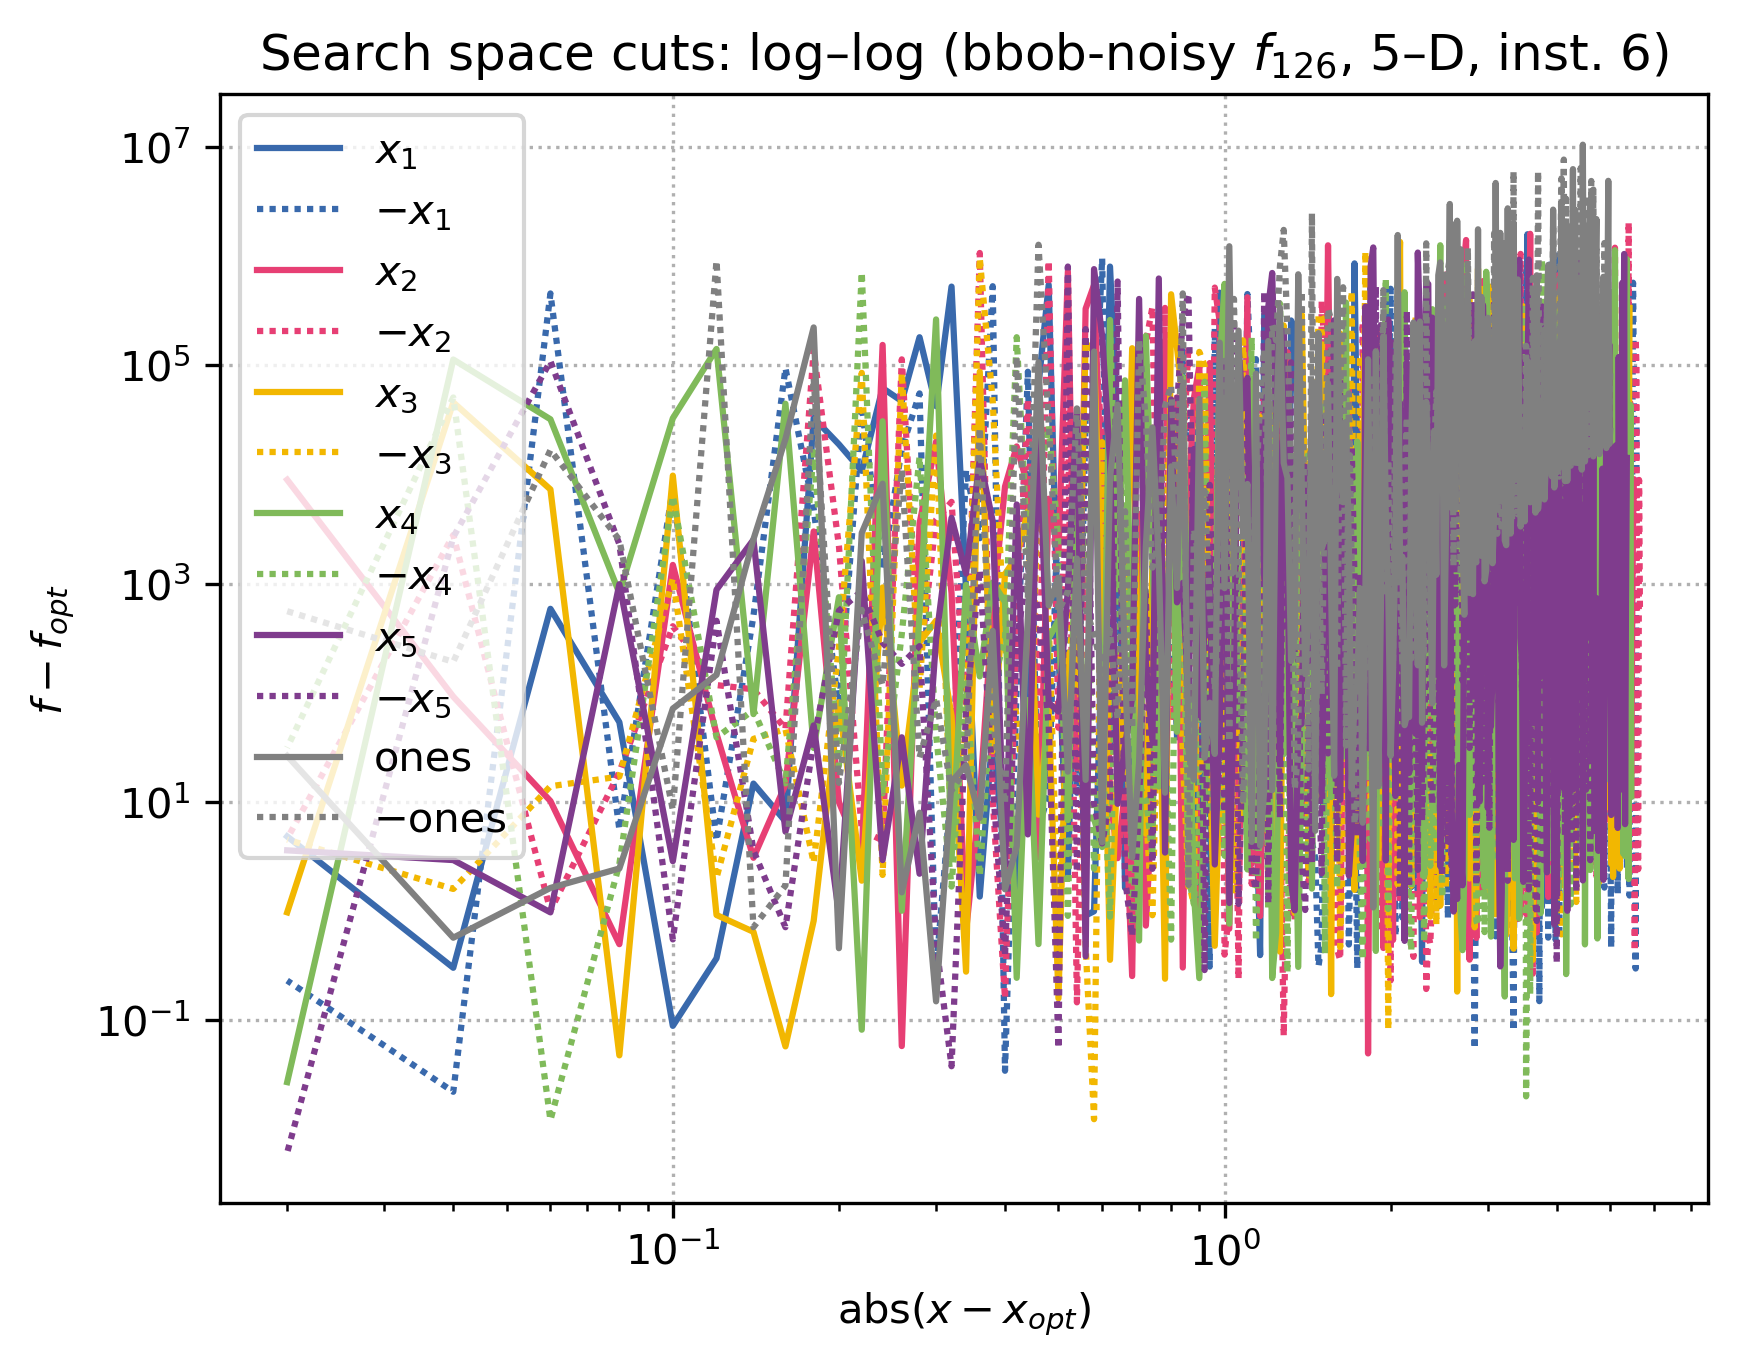 Search space cuts: log–log (bbob-noisy $f_{126}$, 5–D, inst. 6)
$f - f_{opt}$
$10^7$
$10^5$
$10^3$
$10^1$
$10^{-1}$
$x_1$
$-x_1$
$x_2$
$-x_2$
$x_3$
$-x_3$
$x_4$
$-x_4$
$x_5$
$-x_5$
ones
−ones
$10^{-1}$
$10^0$
abs($x - x_{opt}$)